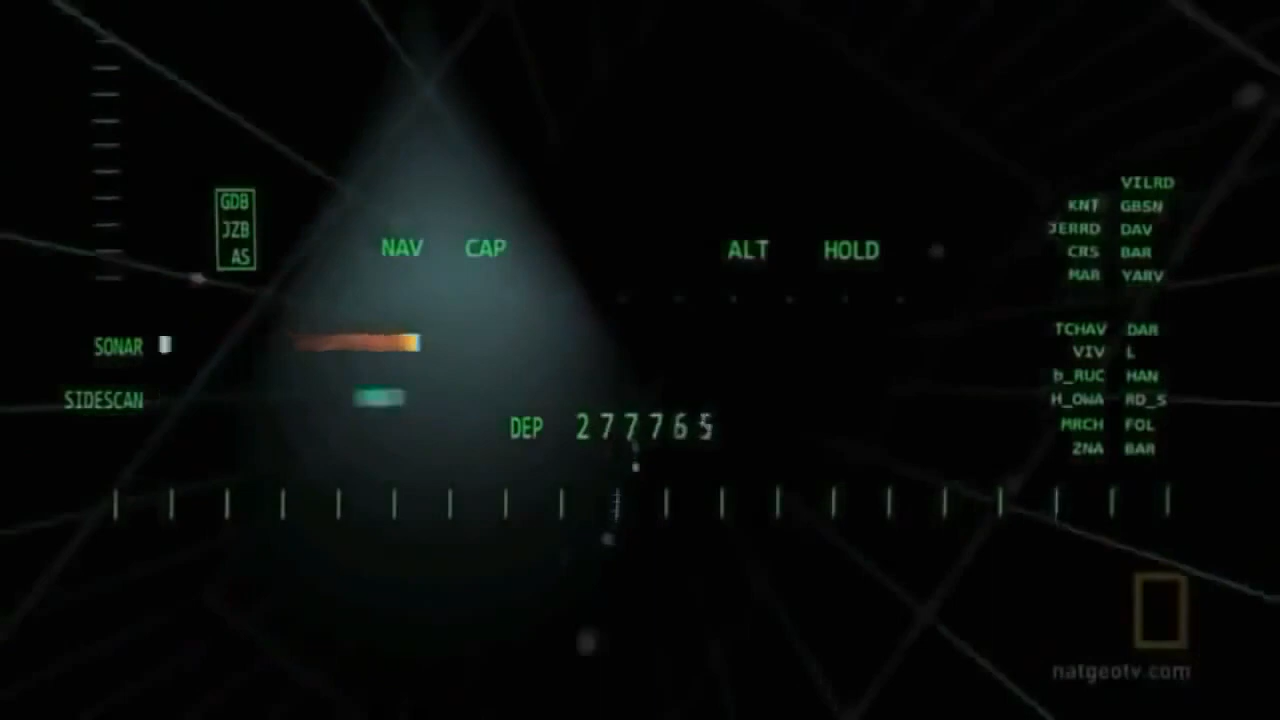 GDB
JZB
AS
NAV CAP ALT HOLD
SONAR
SIDESCAN
DEP 277765
VILRD
KNT GBSN
JERRD DAV
CRS BAR
MAR YARV
TCHAV DAR
VIV L
b_RUC HAN
H_OWA RD_S
MRCH FOL
ZNA BAR
natgeotv.com